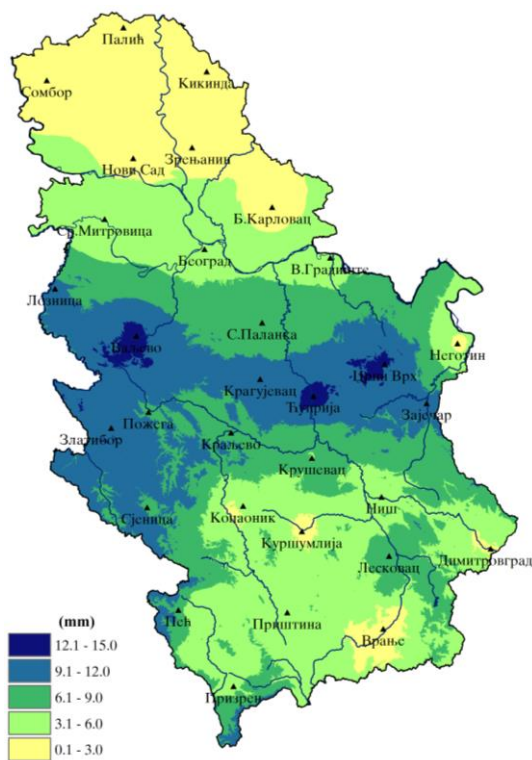 Палић
Кикинда
Сомбор
Зрењанин
Нови Сад
Б.Карловац
Ср.Митровица
Београд
В.Градиште
Лозница
С.Паланка
Ваљево
Неготин
Црни Врх
Крагујевац
Ћуприја
Зајечар
Пожега
Златибор
Краљево
Крушевац
Копаоник
Ниш
Сјеница
Куршумлија
Димитровград
Лесковац
Пећ
Приштина
Врање
Призрен
(mm)
12.1 - 15.0
9.1 - 12.0
6.1 - 9.0
3.1 - 6.0
0.1 - 3.0